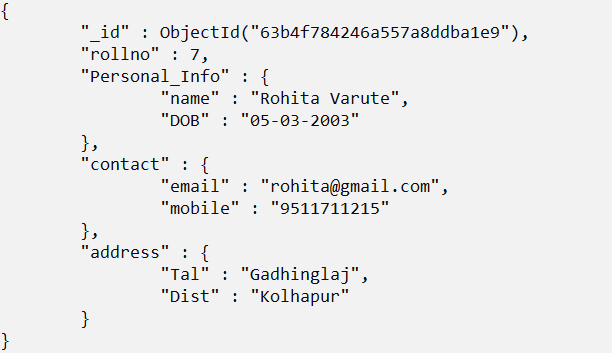 {
        "_id" : ObjectId("63b4f784246a557a8ddba1e9"),
        "rollno" : 7,
        "Personal_Info" : {
                "name" : "Rohita Varute",
                "DOB" : "05-03-2003"
        },
        "contact" : {
                "email" : "rohita@gmail.com",
                "mobile" : "9511711215"
        },
        "address" : {
                "Tal" : "Gadhinglaj",
                "Dist" : "Kolhapur"
        }
}